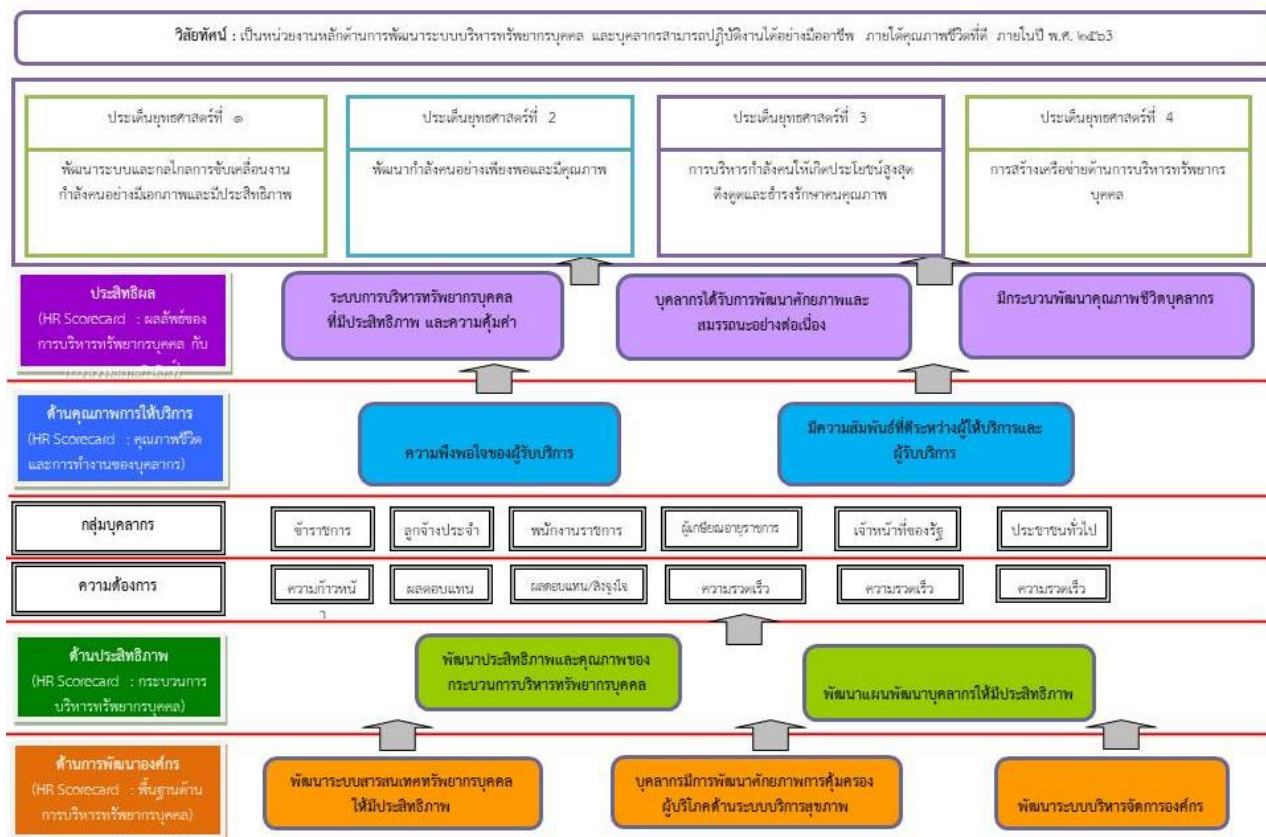 วิสัยทัศน์ : เป็นหน่วยงานหลักด้านการพัฒนาระบบบริหารทรัพยากรบุคคล และบุคลากรสามารถปฏิบัติงานได้อย่างมืออาชีพ ภายใต้คุณภาพชีวิตที่ดี ภายในปี พ.ศ. ๒๕๖๓
ประเด็นยุทธศาสตร์ที่ ๑
ประเด็นยุทธศาสตร์ที่ 2
ประเด็นยุทธศาสตร์ที่ 3
ประเด็นยุทธศาสตร์ที่ 4
พัฒนาระบบและกลไกลการขับเคลื่อนงาน
กำลังคนอย่างมีเอกภาพและมีประสิทธิภาพ
พัฒนากำลังคนอย่างเพียงพอและมีคุณภาพ
การบริหารกำลังคนให้เกิดประโยชน์สูงสุด
ดึงดูดและธำรงรักษาคนคุณภาพ
การสร้างเครือข่ายด้านการบริหารทรัพยากร
บุคคล
ประสิทธิผล
(HR Scorecard : ผลลัพธ์ของ
การบริหารทรัพยากรบุคคล กับ
ระบบการบริหารทรัพยากรบุคคล
ที่มีประสิทธิภาพ และความคุ้มค่า
บุคลากรได้รับการพัฒนาศักยภาพและ
สมรรถนะอย่างต่อเนื่อง
มีกระบวนพัฒนาคุณภาพชีวิตบุคลากร
ด้านคุณภาพการให้บริการ
(HR Scorecard : คุณภาพชีวิต
และการทำงานของบุคลากร)
ความพึงพอใจของผู้รับบริการ
มีความสัมพันธ์ที่ดีระหว่างผู้ให้บริการและ
ผู้รับบริการ
กลุ่มบุคลากร
ข้าราชการ
ลูกจ้างประจำ
พนักงานราชการ
ผู้เกษียณอายุราชการ
เจ้าหน้าที่ของรัฐ
ประชาชนทั่วไป
ความต้องการ
ความก้าวหน้
า
ผลตอบแทน
ผลตอบแทน/สิ่งจูงใจ
ความรวดเร็ว
ความรวดเร็ว
ความรวดเร็ว
ด้านประสิทธิภาพ
(HR Scorecard : กระบวนการ
บริหารทรัพยากรบุคคล)
พัฒนาประสิทธิภาพและคุณภาพของ
กระบวนการบริหารทรัพยากรบุคคล
พัฒนาแผนพัฒนาบุคลากรให้มีประสิทธิภาพ
ด้านการพัฒนาองค์กร
(HR Scorecard : พื้นฐานด้าน
การบริหารทรัพยากรบุคคล)
พัฒนาระบบสารสนเทศทรัพยากรบุคคล
ให้มีประสิทธิภาพ
บุคลากรมีการพัฒนาศักยภาพการคุ้มครอง
ผู้บริโภคด้านระบบบริการสุขภาพ
พัฒนาระบบบริหารจัดการองค์กร